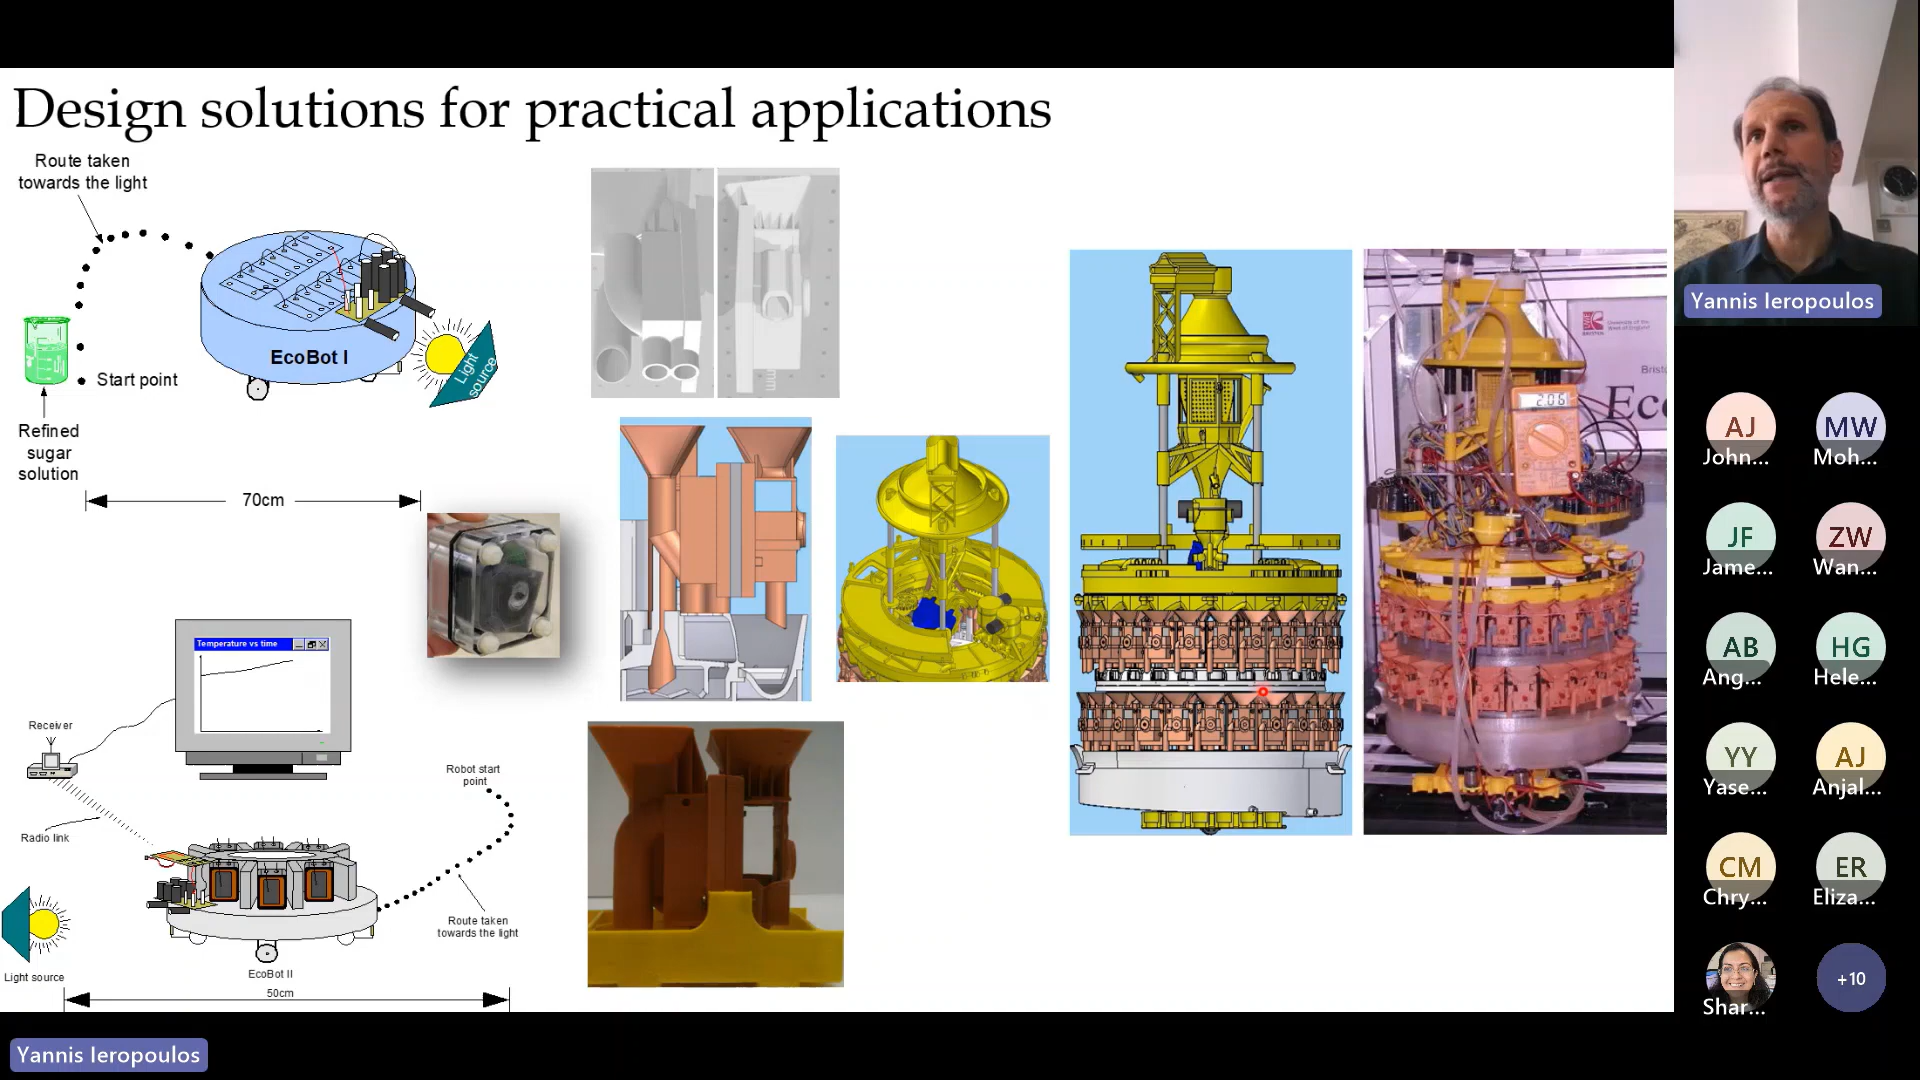 Design solutions for practical applications
Route taken
towards the light
EcoBot I
Light
source
Start point
Refined
sugar
solution
70cm
Temperature vs time
Receiver
Radio link
Robot start
point
Route taken
towards the light
Light source
EcoBot II
50cm
2.06
Bristo
Eco
Yannis Ieropoulos
AJ
John...
MW
Moh...
JF
Jame...
ZW
Wan...
AB
Ang...
HG
Hele...
YY
Yase...
AJ
Anjal...
CM
Chry...
ER
Eliza...
Shar...
+10
Yannis Ieropoulos